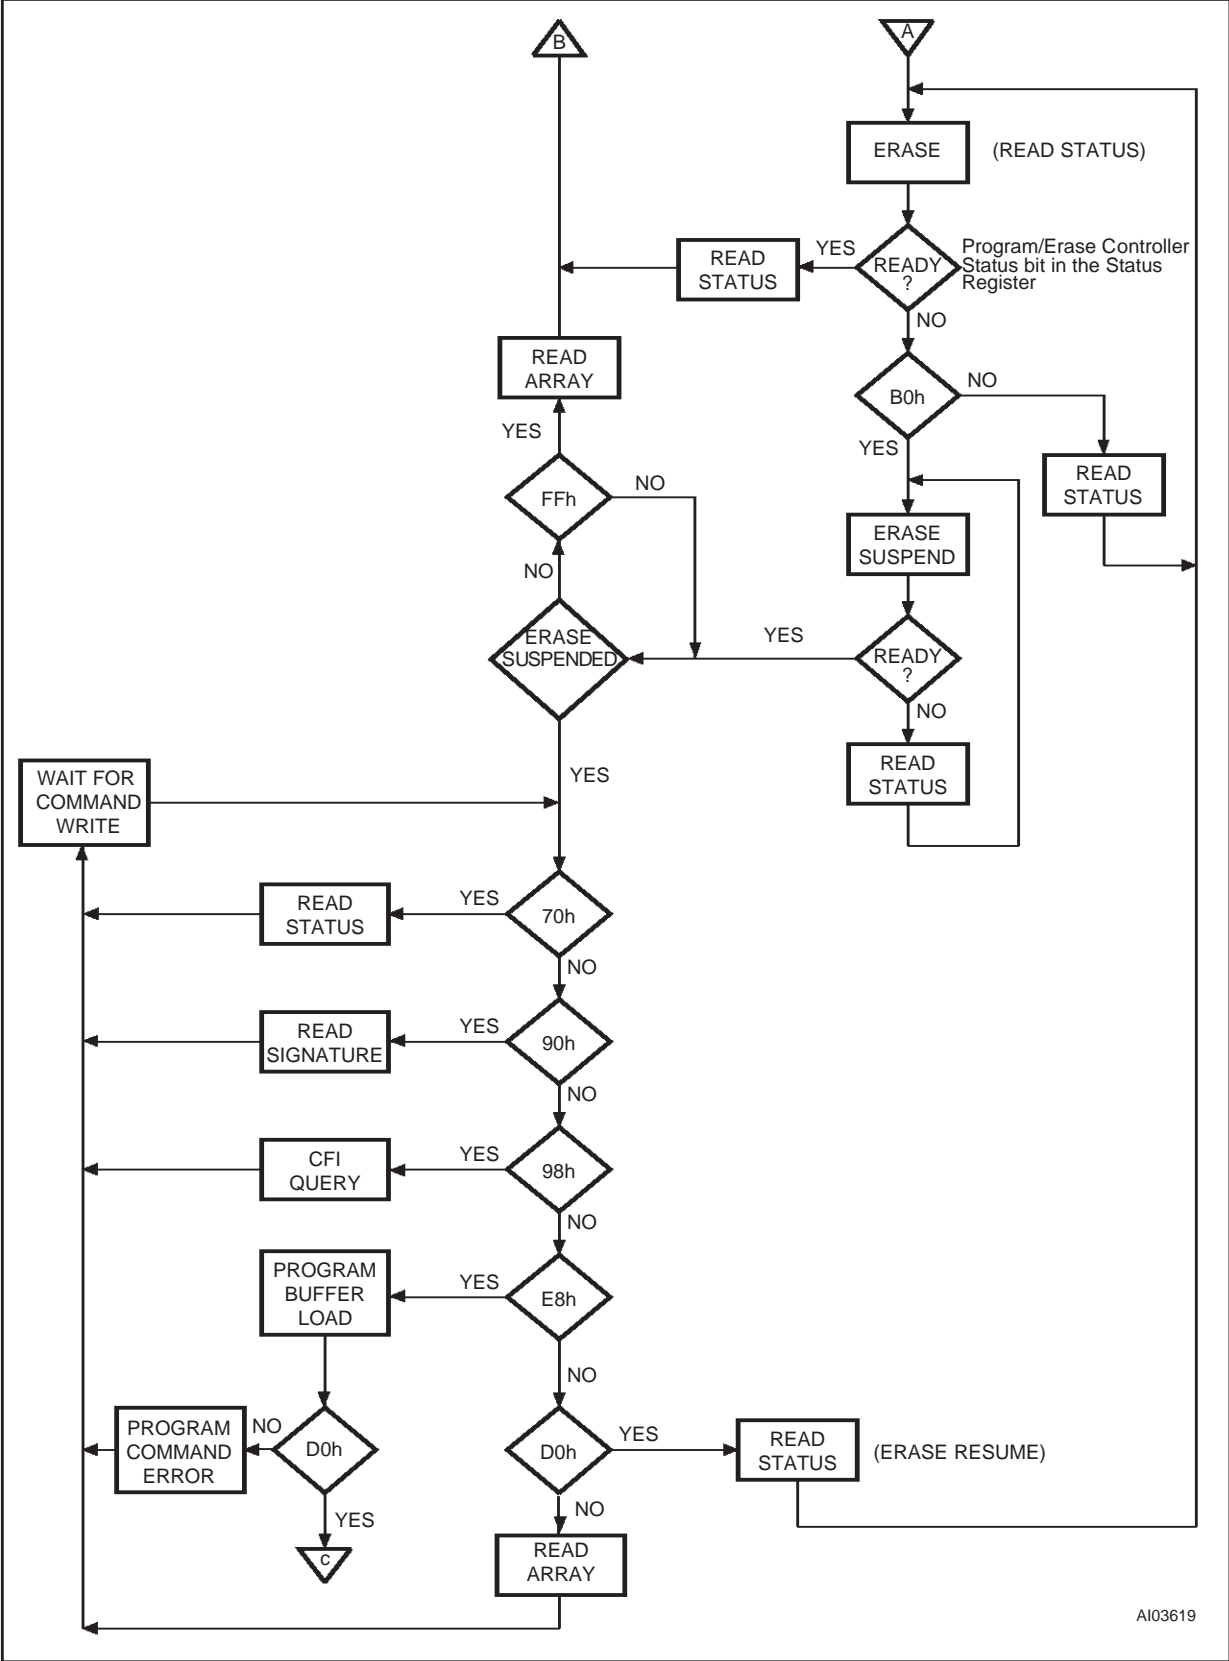 B
A
ERASE
(READ STATUS)
READ
STATUS
YES
READY
?
Program/Erase Controller
Status bit in the Status
Register
NO
READ
ARRAY
B0h
NO
YES
YES
FFh
NO
READ
STATUS
ERASE
SUSPEND
NO
ERASE
SUSPENDED
YES
READY
?
NO
WAIT FOR
COMMAND
WRITE
YES
READ
STATUS
READ
STATUS
YES
70h
NO
READ
SIGNATURE
YES
90h
NO
CFI
QUERY
YES
98h
NO
PROGRAM
BUFFER
LOAD
YES
E8h
NO
PROGRAM
COMMAND
ERROR
NO
D0h
D0h
YES
READ
STATUS
(ERASE RESUME)
YES
NO
c
READ
ARRAY
AI03619